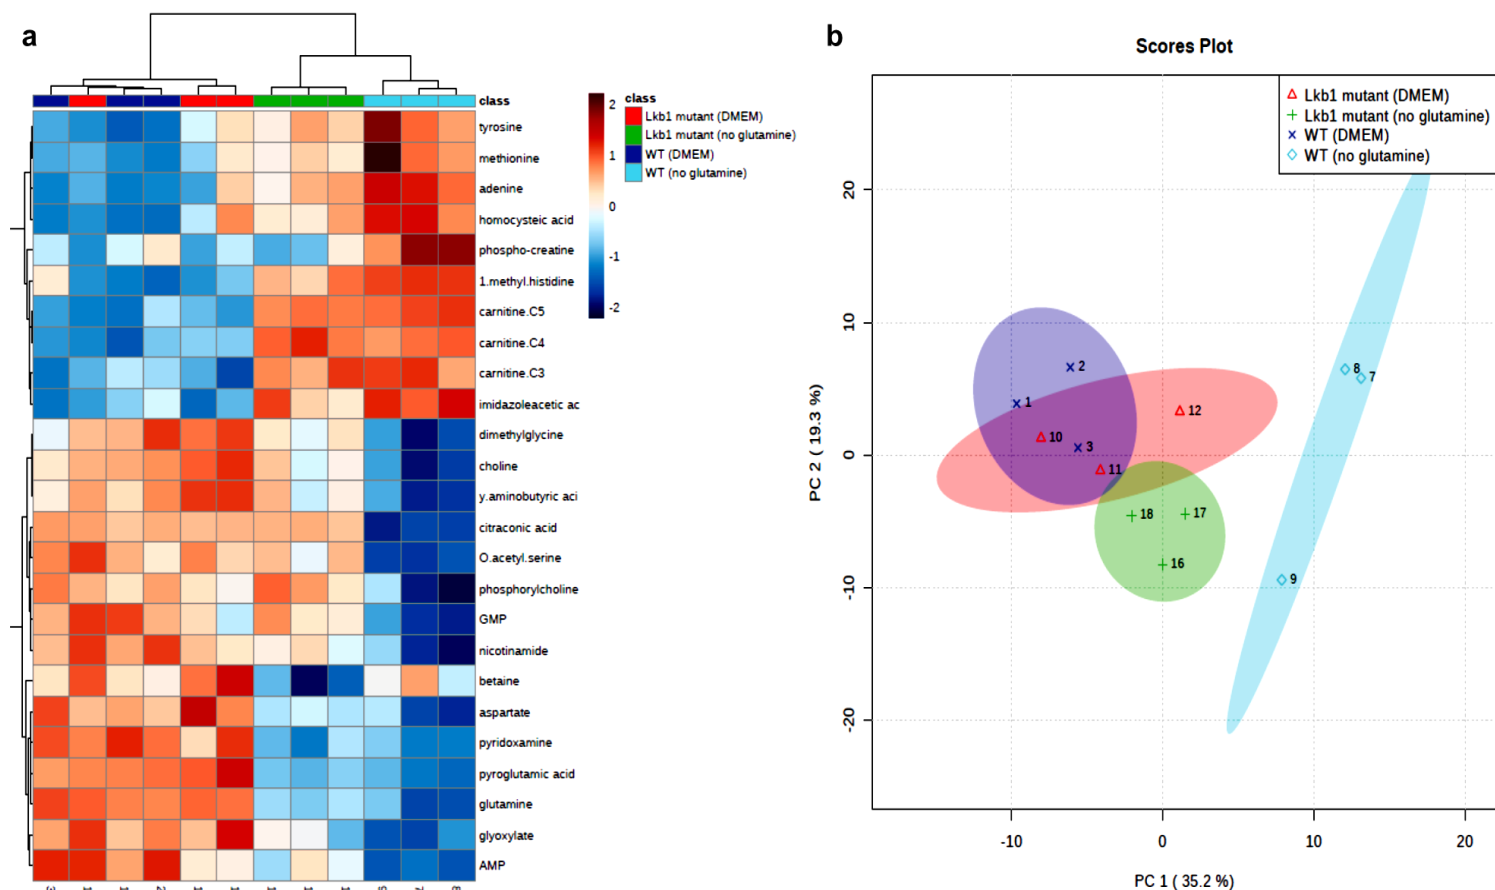 a
class
tyrosine
methionine
adenine
homocysteic acid
phospho-creatine
1.methyl.histidine
carnitine.C5
carnitine.C4
carnitine.C3
imidazoleacetic ac
dimethylglycine
choline
y.aminobutyric aci
citraconic acid
O.acetyl.serine
phosphorylcholine
GMP
nicotinamide
betaine
aspartate
pyridoxamine
pyroglutamic acid
glutamine
glyoxylate
AMP
2
1
0
-1
-2
class
Lkb1 mutant (DMEM)
Lkb1 mutant (no glutamine)
WT (DMEM)
WT (no glutamine)
b
Scores Plot
Lkb1 mutant (DMEM)
Lkb1 mutant (no glutamine)
WT (DMEM)
WT (no glutamine)
PC 2 ( 19.3 %)
20
10
0
-10
-20
2
1
3
10
11
12
18
17
16
8
7
9
-10
0
10
20
PC 1 ( 35.2 %)